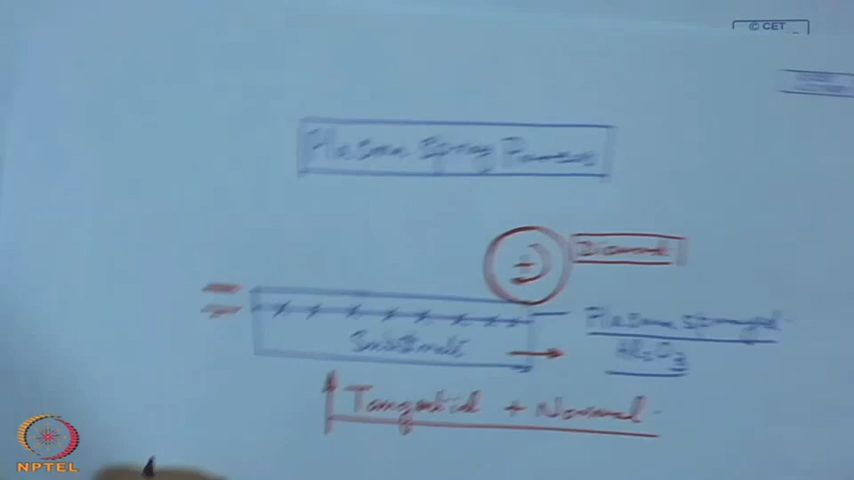 © CET
Plasma Spray Process
Diamond
Plasma sprayed
Al₂O₃
Substrate
Tangential + Normal
NPTEL